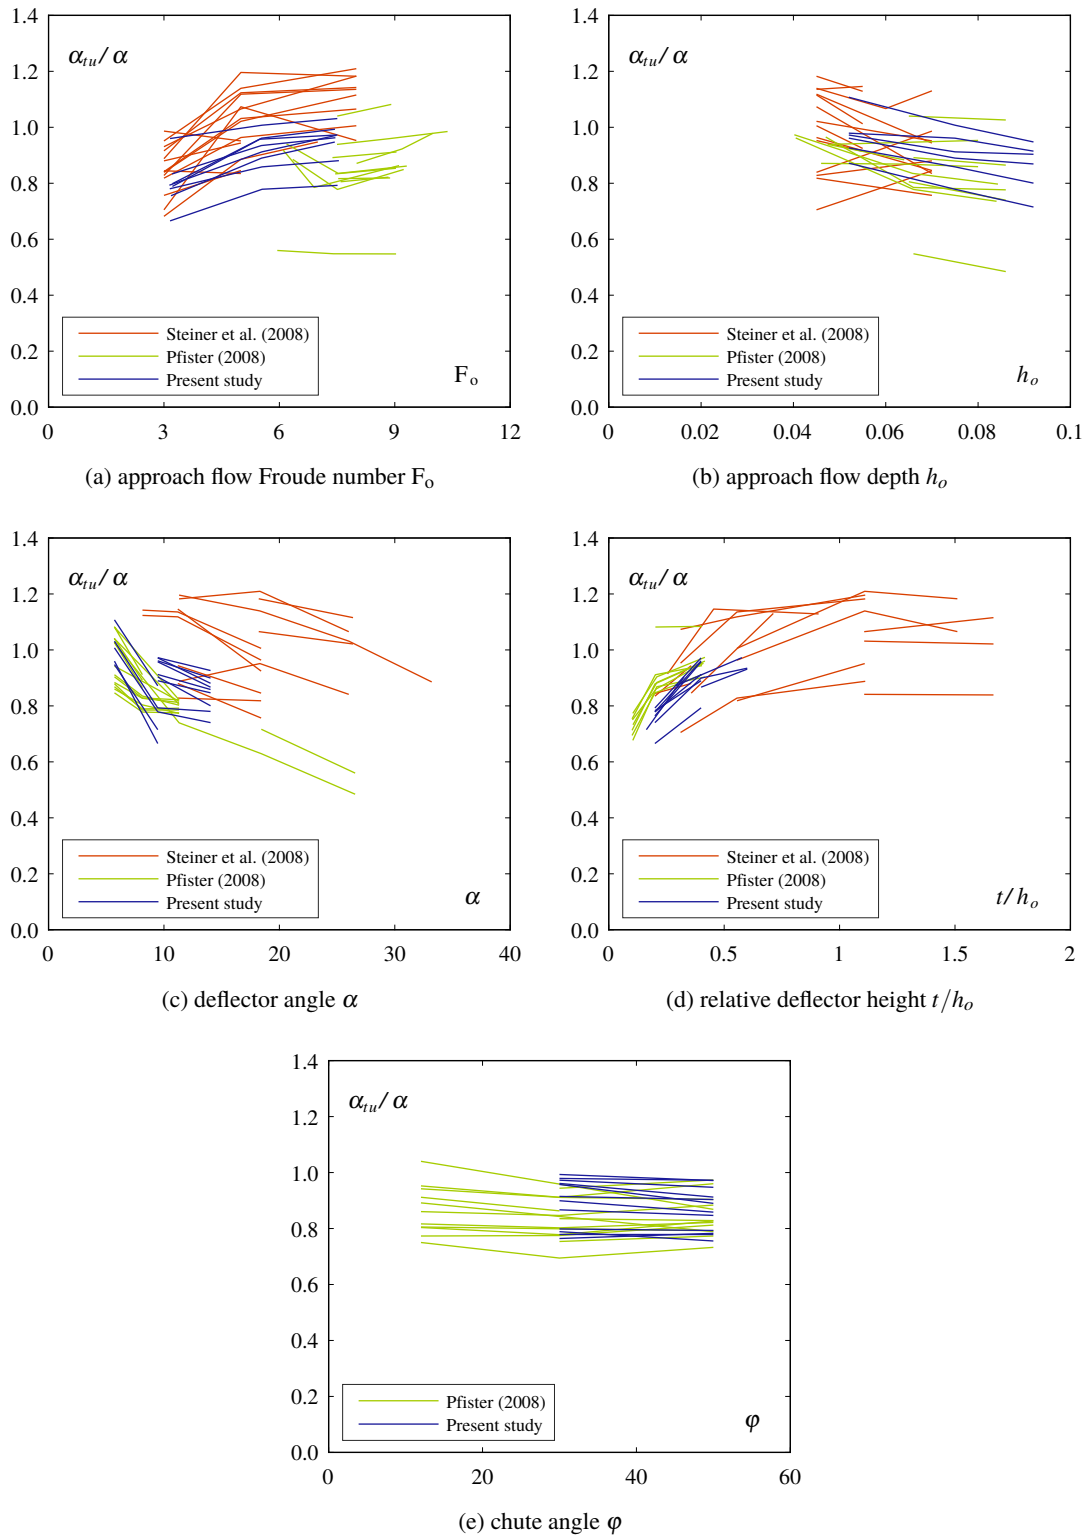 1.4
1.2
1.0
0.8
0.6
0.4
0.2
0.0
α_tu/α
Steiner et al. (2008)
Pfister (2008)
Present study
F_o
0 3 6 9 12
(a) approach flow Froude number F_o
1.4
1.2
1.0
0.8
0.6
0.4
0.2
0.0
α_tu/α
Steiner et al. (2008)
Pfister (2008)
Present study
h_o
0 0.02 0.04 0.06 0.08 0.1
(b) approach flow depth h_o
1.4
1.2
1.0
0.8
0.6
0.4
0.2
0.0
α_tu/α
Steiner et al. (2008)
Pfister (2008)
Present study
α
0 10 20 30 40
(c) deflector angle α
1.4
1.2
1.0
0.8
0.6
0.4
0.2
0.0
α_tu/α
Steiner et al. (2008)
Pfister (2008)
Present study
t/h_o
0 0.5 1 1.5 2
(d) relative deflector height t/h_o
1.4
1.2
1.0
0.8
0.6
0.4
0.2
0.0
α_tu/α
Pfister (2008)
Present study
φ
0 20 40 60
(e) chute angle φ